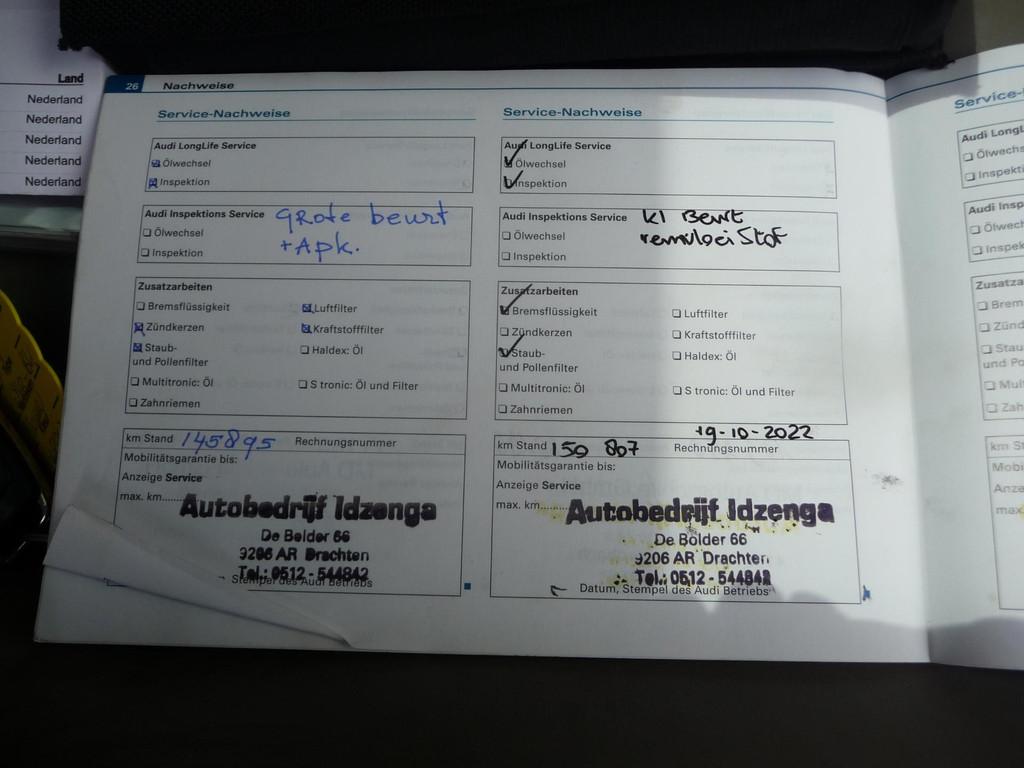 Land
Nederland
Nederland
Nederland
Nederland
Nederland
26 Nachweise
Service-Nachweise
Audi LongLife Service
Ölwechsel
Inspektion
Audi Inspektions Service
gRote beurt
+Apk.
Ölwechsel
Inspektion
Zusatzarbeiten
Bremsflüssigkeit
Luftfilter
Zündkerzen
Kraftstofffilter
Staub-
und Pollenfilter
Haldex: Öl
Multitronic: Öl
S tronic: Öl und Filter
Zahnriemen
km Stand 145895 Rechnungsnummer
Mobilitätsgarantie bis:
Anzeige Service
max. km
Autobedrijf Idzenga
De Bolder 66
9206 AR Drachten
Tel.: 0512 - 544842
Stempel des Audi Betriebs
Service-Nachweise
Audi LongLife Service
Ölwechsel
Inspektion
Audi Inspektions Service
Kl Beurt
remvloeiStof
Ölwechsel
Inspektion
Zusatzarbeiten
Bremsflüssigkeit
Luftfilter
Zündkerzen
Kraftstofffilter
Staub-
und Pollenfilter
Haldex: Öl
Multitronic: Öl
S tronic: Öl und Filter
Zahnriemen
19-10-2022
km Stand 150 807 Rechnungsnummer
Mobilitätsgarantie bis:
Anzeige Service
max. km
Autobedrijf Idzenga
De Bolder 66
9206 AR Drachten
Tel.: 0512 - 544842
Datum, Stempel des Audi Betriebs
Service-
Audi LongL
Ölwechs
Inspekti
Audi Insp
Ölwec
Inspe
Zusatza
Brem
Zünd
Stau
und Po
Mul
Zah
km S
Mobi
Anze
max.